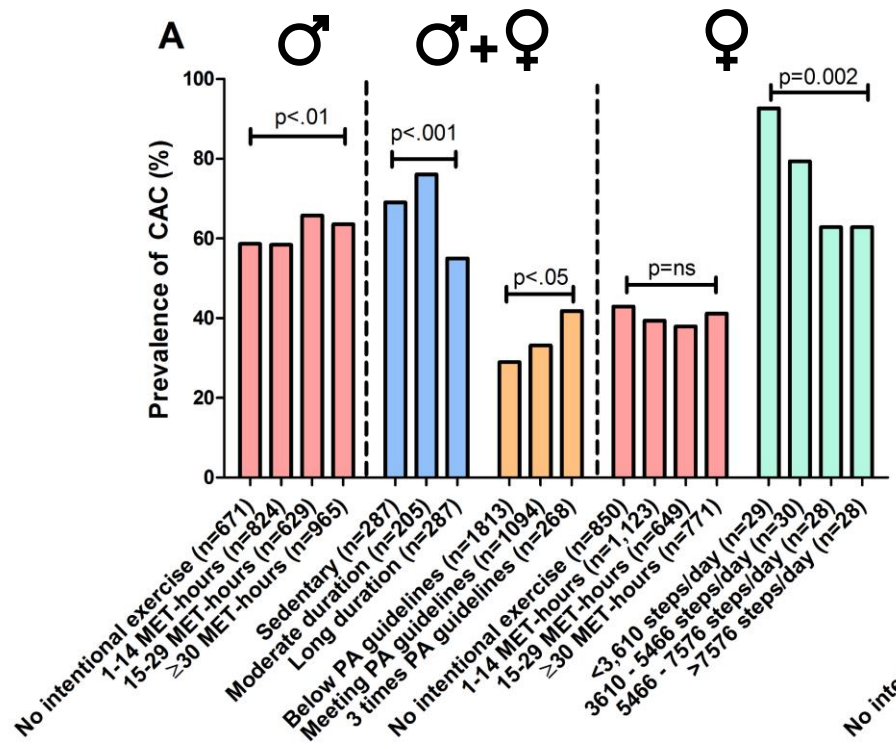 A
♂
♂ + ♀
♀
Prevalence of CAC (%)
100
80
60
40
20
0
p<.01
p<.001
p<.05
p=ns
p=0.002
No intentional exercise (n=671)
1-14 MET-hours (n=824)
15-29 MET-hours (n=629)
≥30 MET-hours (n=965)
Sedentary (n=287)
Moderate duration (n=205)
Long duration (n=287)
Below PA guidelines (n=1813)
Meeting PA guidelines (n=1094)
3 times PA guidelines (n=268)
No intentional exercise (n=850)
1-14 MET-hours (n=1,123)
15-29 MET-hours (n=649)
≥30 MET-hours (n=771)
<3,610 steps/day (n=29)
3610 - 5466 steps/day (n=30)
5466 - 7576 steps/day (n=28)
>7576 steps/day (n=28)
No inte